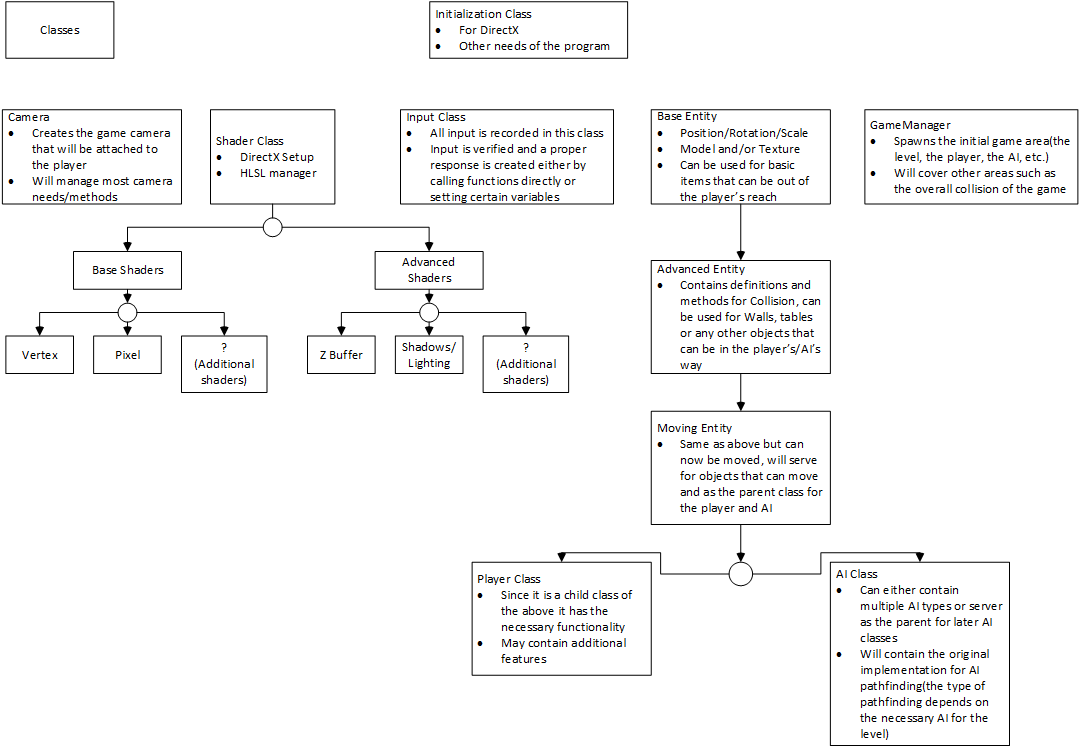 Classes
Initialization Class
• For DirectX
• Other needs of the program
Camera
• Creates the game camera
that will be attached to
the player
• Will manage most camera
needs/methods
Shader Class
• DirectX Setup
• HLSL manager
Input Class
• All input is recorded in this class
• Input is verified and a proper
response is created either by
calling functions directly or
setting certain variables
Base Entity
• Position/Rotation/Scale
• Model and/or Texture
• Can be used for basic
items that can be out of
the player’s reach
GameManager
• Spawns the initial game area(the
level, the player, the AI, etc.)
• Will cover other areas such as
the overall collision of the game
Base Shaders
Advanced
Shaders
Vertex
Pixel
?
(Additional
shaders)
Z Buffer
Shadows/
Lighting
?
(Additional
shaders)
Advanced Entity
• Contains definitions and
methods for Collision, can
be used for Walls, tables
or any other objects that
can be in the player’s/AI’s
way
Moving Entity
• Same as above but can
now be moved, will serve
for objects that can move
and as the parent class for
the player and AI
Player Class
• Since it is a child class of
the above it has the
necessary functionality
• May contain additional
features
AI Class
• Can either contain
multiple AI types or server
as the parent for later AI
classes
• Will contain the original
implementation for AI
pathfinding(the type of
pathfinding depends on
the necessary AI for the
level)